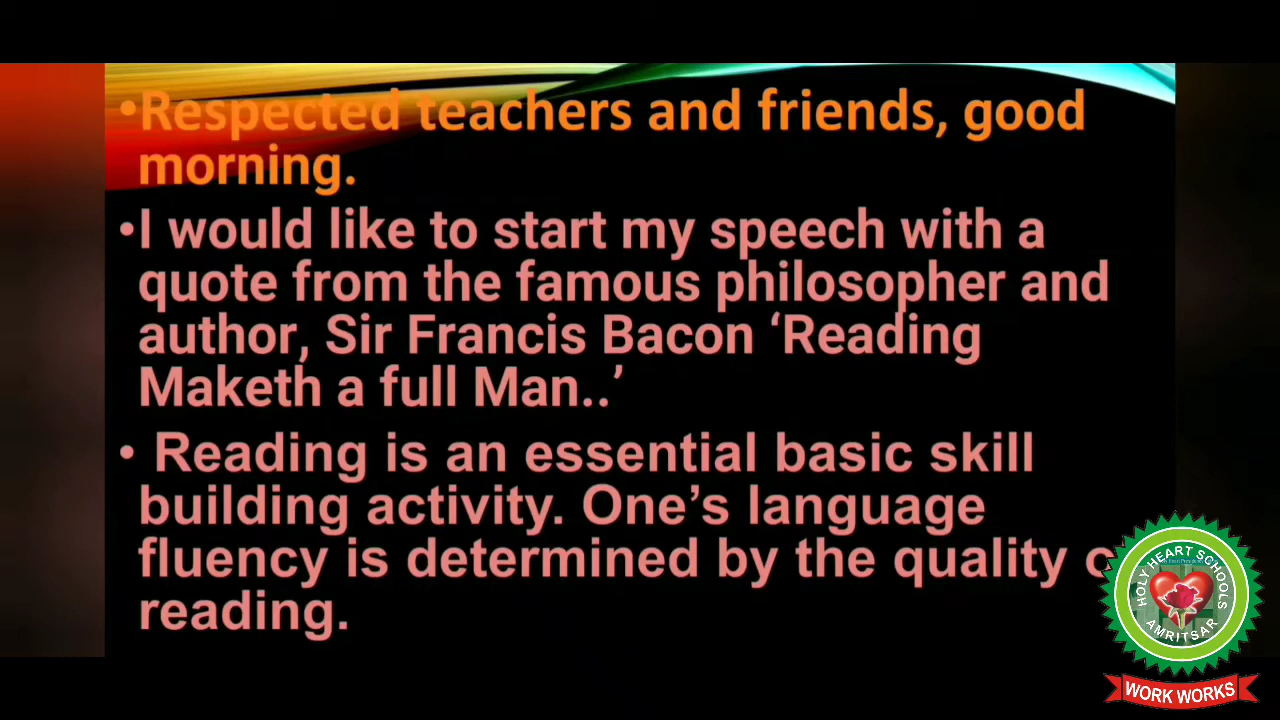 •Respected teachers and friends, good
morning.
•I would like to start my speech with a
quote from the famous philosopher and
author, Sir Francis Bacon ‘Reading
Maketh a full Man..’
• Reading is an essential basic skill
building activity. One’s language
fluency is determined by the quality
reading.
HOLY HEART SCHOOLS
AMRITSAR
WORK WORKS